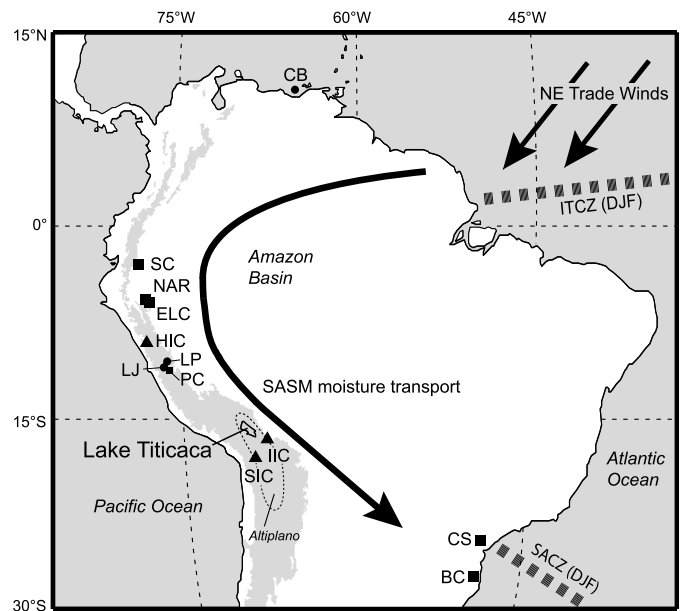 75°W
60°W
45°W
15°N
CB
NE Trade Winds
ITCZ (DJF)
0°
Amazon
Basin
SC
NAR
ELC
HIC
LP
LJ
PC
SASM moisture transport
15°S
Lake Titicaca
IIC
SIC
Atlantic
Ocean
Pacific Ocean
Altiplano
CS
SACZ (DJF)
BC
30°S